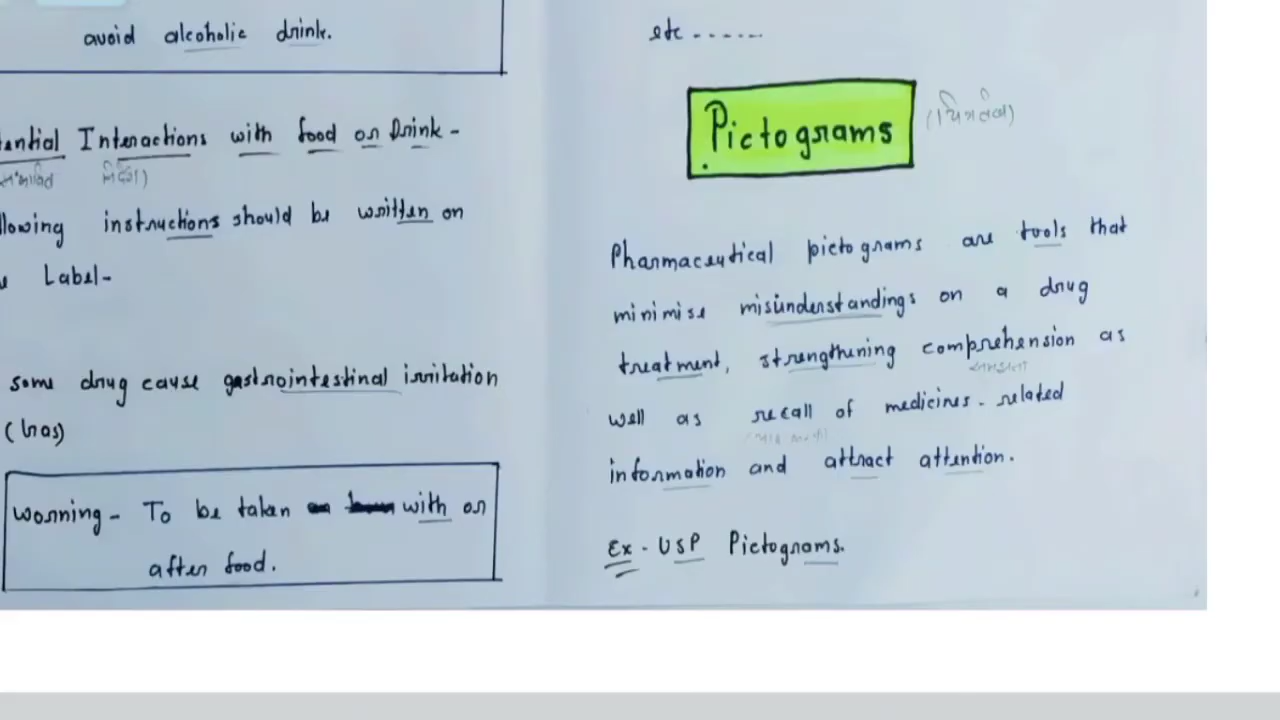 avoid alcoholic drink.
ential Interactions with food or Drink -
llowing instructions should be written on
Label-
some drug cause gastrointestinal irritation
(Gas)
Worning - To be taken with or
after food.
etc ......
Pictograms
Pharmaceutical pictograms are tools that
minimise misunderstandings on a drug
treatment, strengthening comprehension as
well as recall of medicines- related
information and attract attention.
Ex - USP Pictograms.